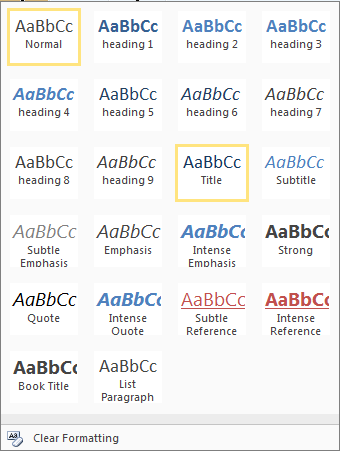 AaBbCc AaBbCc AaBbCc AaBbCc
Normal heading 1 heading 2 heading 3
AaBbCc AaBbCc AaBbCc AaBbCc
heading 4 heading 5 heading 6 heading 7
AaBbCc AaBbCc AaBbCc AaBbCc
heading 8 heading 9 Title Subtitle
AaBbCc AaBbCc AaBbCc AaBbCc
Subtle Emphasis Intense Strong
Emphasis Emphasis
AaBbCc AaBbCc AaBbCc AaBbCc
Quote Intense Subtle Intense
Quote Reference Reference
AaBbCc AaBbCc
Book Title List
Paragraph
Clear Formatting